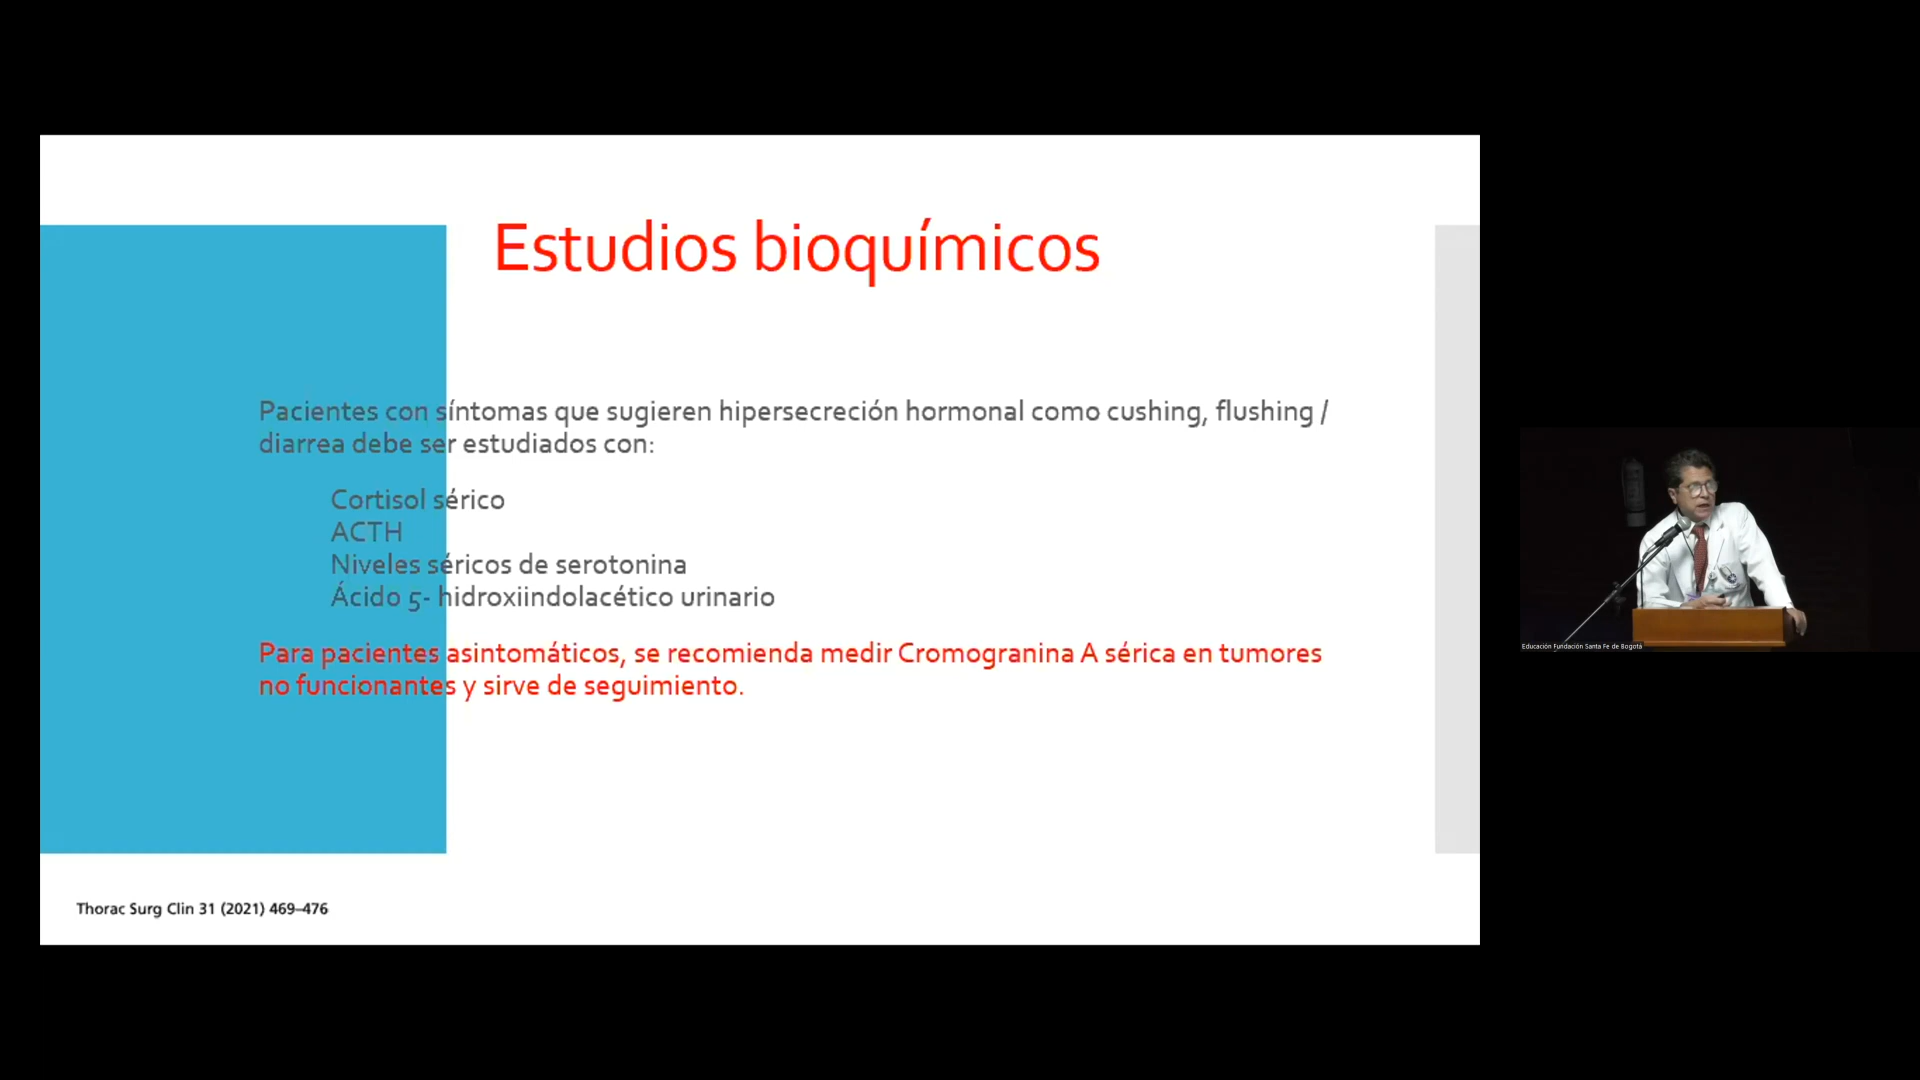 Estudios bioquímicos
Pacientes con síntomas que sugieren hipersecreción hormonal como cushing, flushing /
diarrea debe ser estudiados con:
Cortisol sérico
ACTH
Niveles séricos de serotonina
Ácido 5- hidroxiindolacético urinario
Para pacientes asintomáticos, se recomienda medir Cromogranina A sérica en tumores
no funcionantes y sirve de seguimiento.
Thorac Surg Clin 31 (2021) 469–476
Educación Fundación Santa Fe de Bogotá